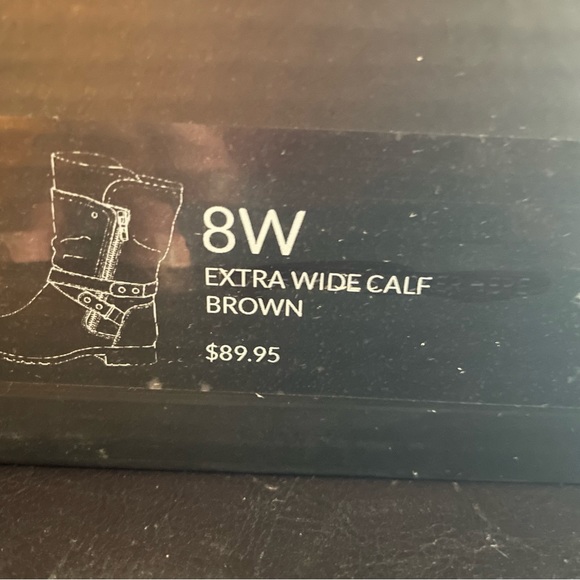 8W
EXTRA WIDE CALF
BROWN
$89.95